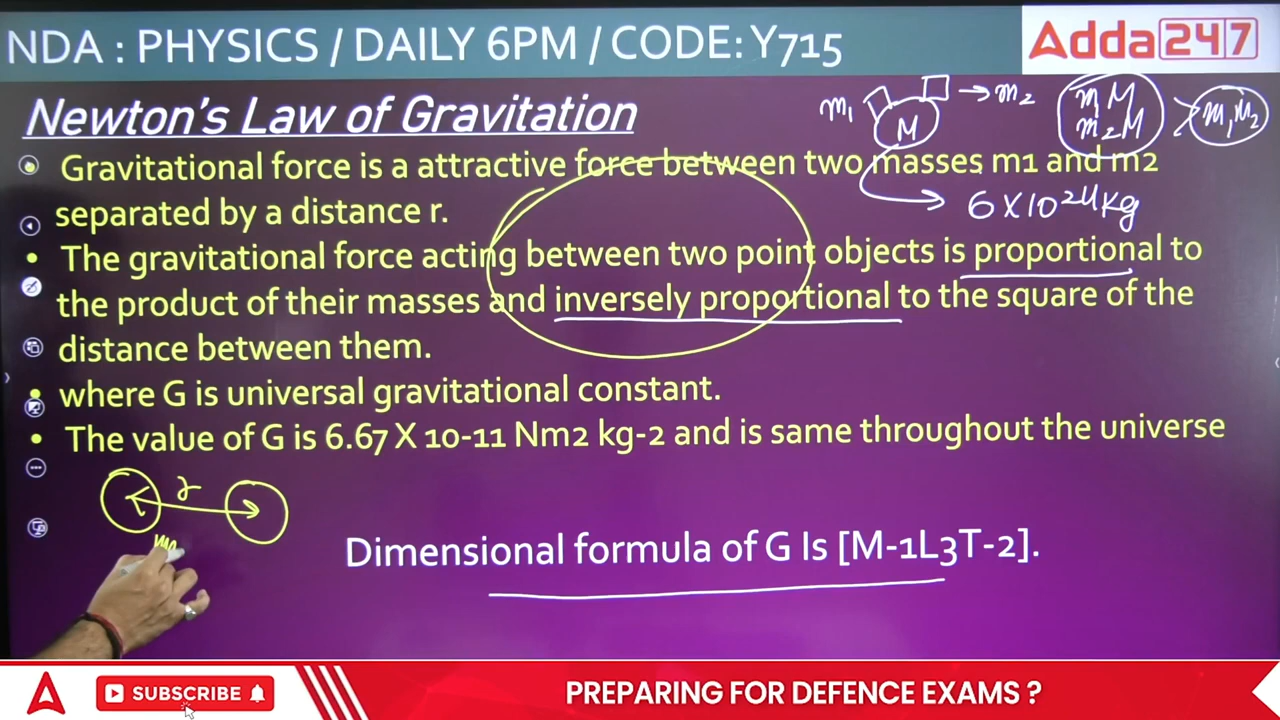 NDA : PHYSICS / DAILY 6PM / CODE: Y715
Adda247
Newton's Law of Gravitation
m1 M → m2 m1M m2M > m1m2
Gravitational force is a attractive force between two masses m1 and m2
separated by a distance r.
6 X 10 24 kg
• The gravitational force acting between two point objects is proportional to
the product of their masses and inversely proportional to the square of the
distance between them.
• where G is universal gravitational constant.
• The value of G is 6.67 X 10-11 Nm2 kg-2 and is same throughout the universe
r
m
Dimensional formula of G Is [M-1L3T-2].
SUBSCRIBE
PREPARING FOR DEFENCE EXAMS ?